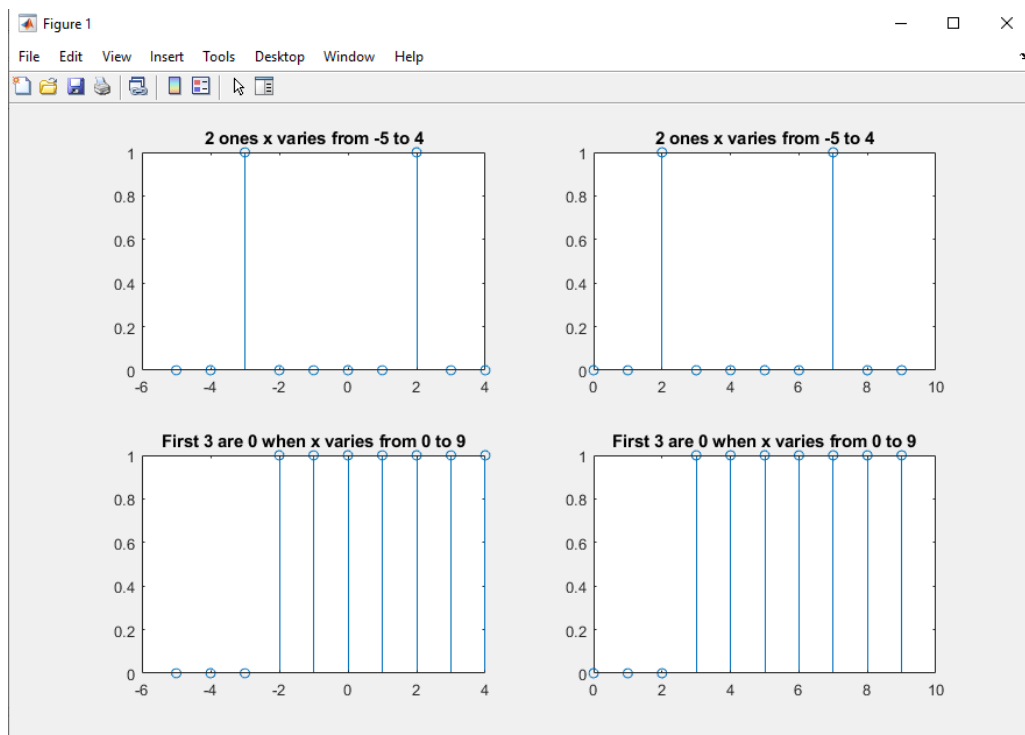 Figure 1
File Edit View Insert Tools Desktop Window Help
2 ones x varies from -5 to 4
1
0.8
0.6
0.4
0.2
0
-6 -4 -2 0 2 4
2 ones x varies from -5 to 4
1
0.8
0.6
0.4
0.2
0
0 2 4 6 8 10
First 3 are 0 when x varies from 0 to 9
1
0.8
0.6
0.4
0.2
0
-6 -4 -2 0 2 4
First 3 are 0 when x varies from 0 to 9
1
0.8
0.6
0.4
0.2
0
0 2 4 6 8 10